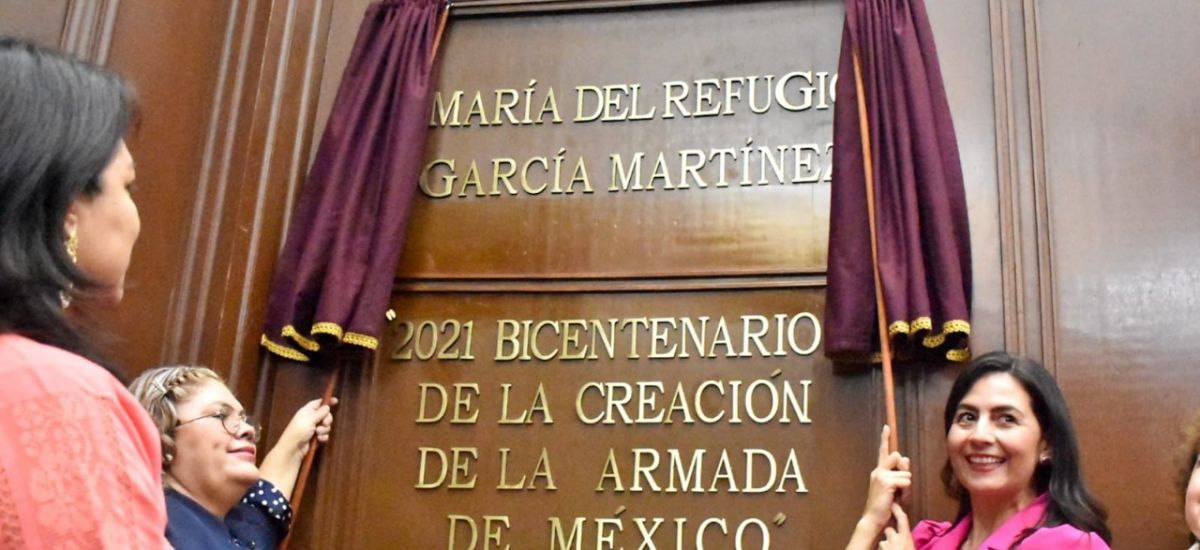 MARÍA DEL REFUGIO
GARCÍA MARTÍNEZ
"2021 BICENTENARIO
DE LA CREACIÓN
DE LA ARMADA
DE MÉXICO"